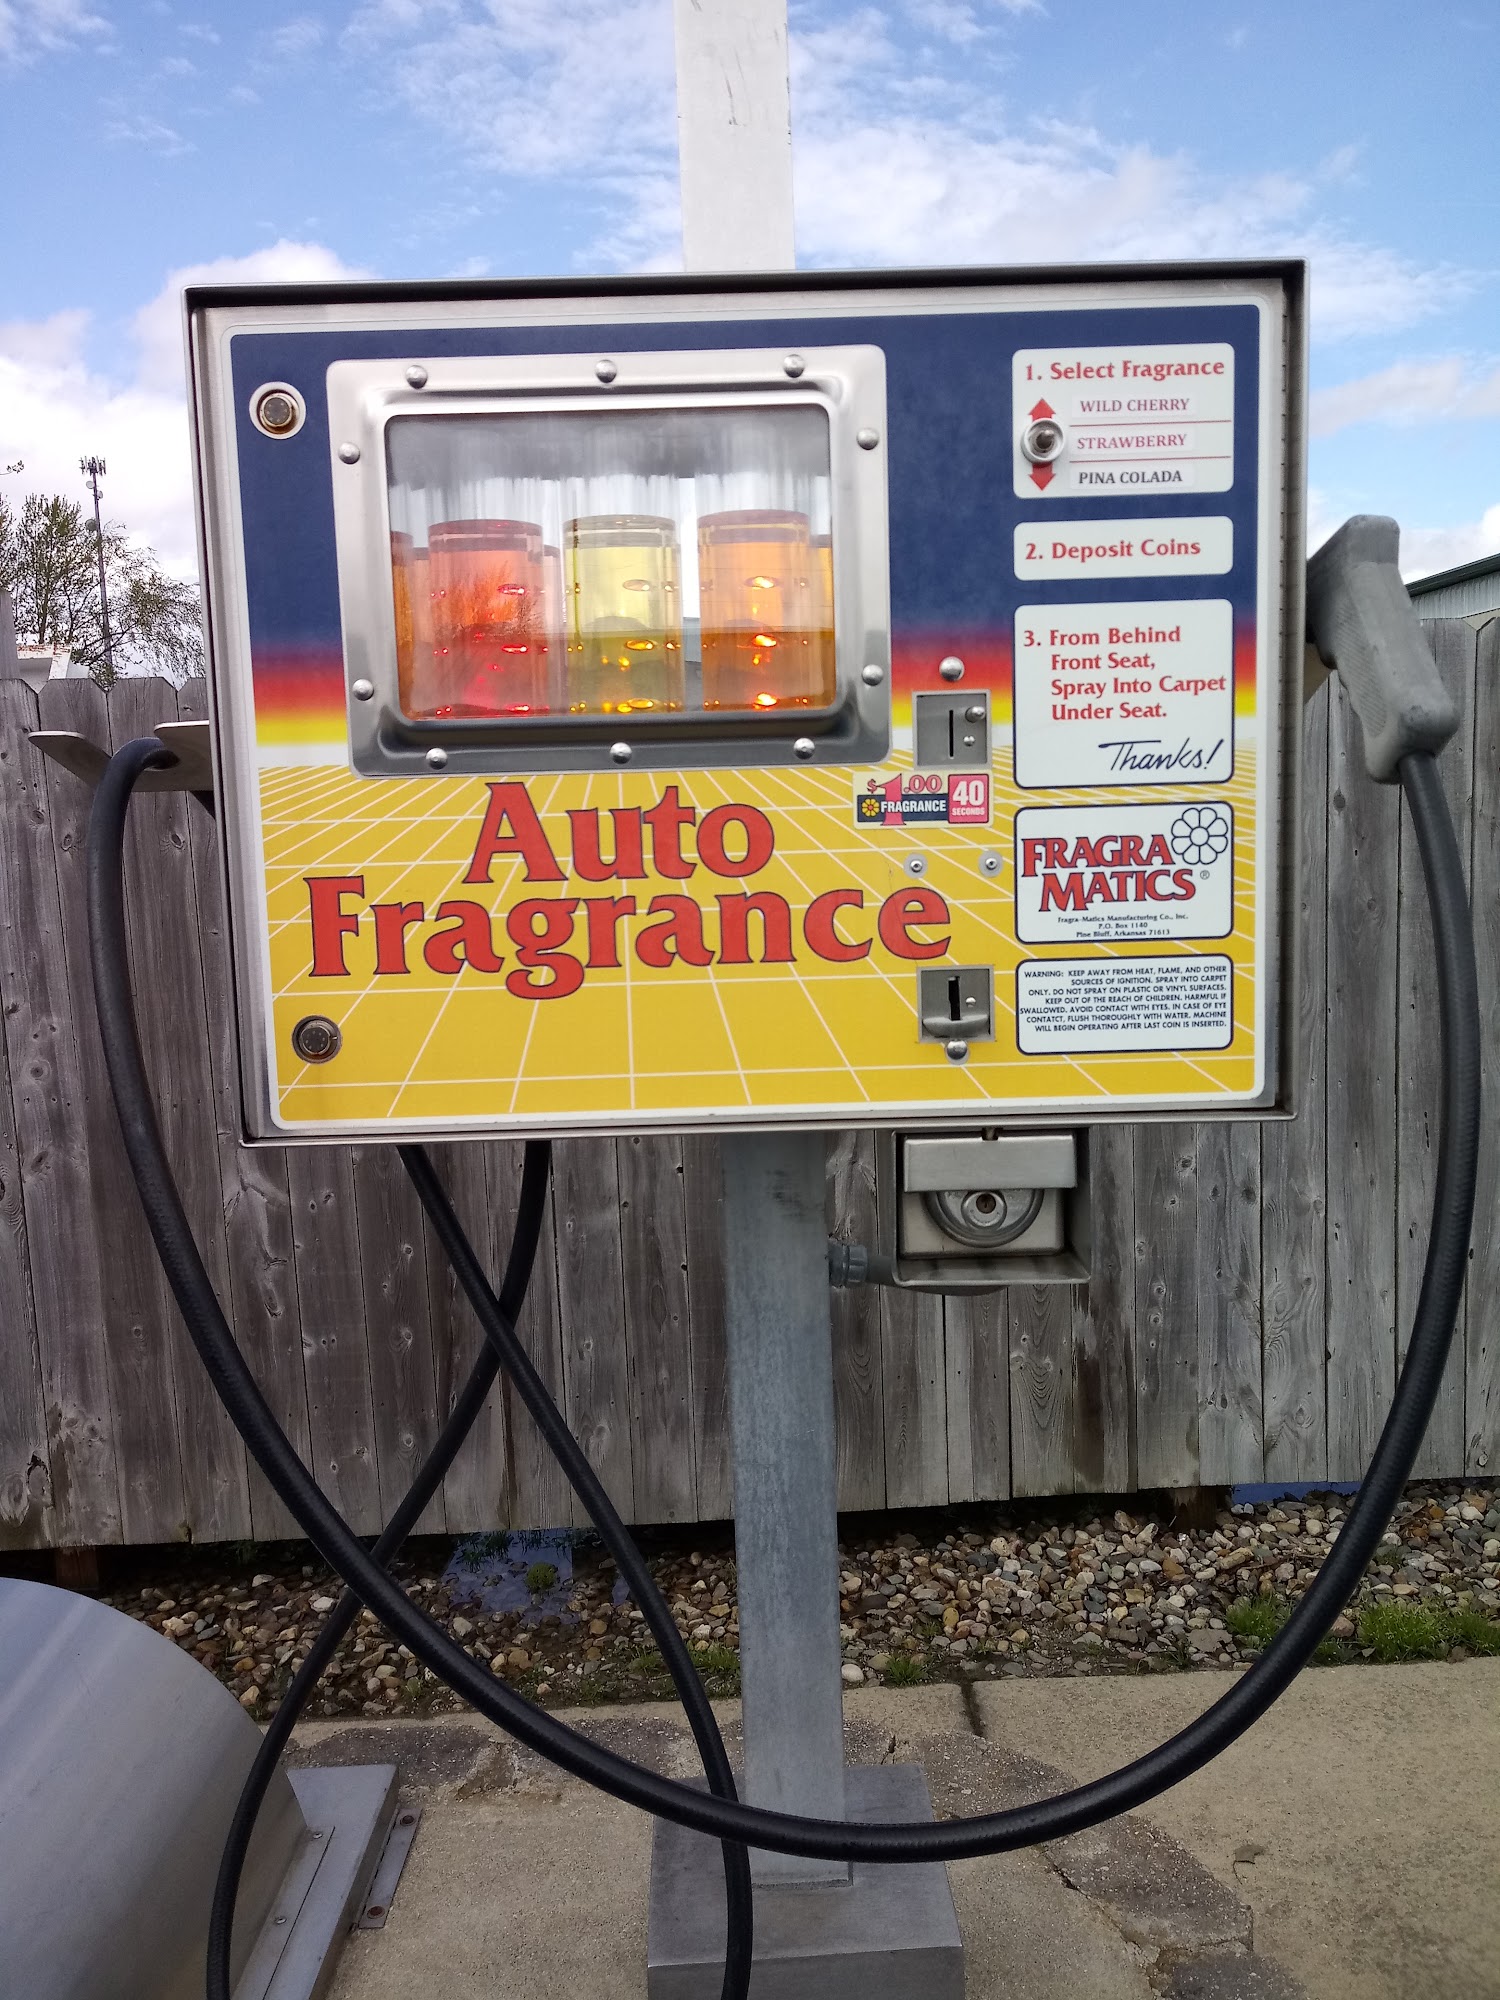 Auto
Fragrance
1. Select Fragrance
WILD CHERRY
STRAWBERRY
PINA COLADA
2. Deposit Coins
3. From Behind
Front Seat,
Spray Into Carpet
Under Seat.
Thanks!
$1.00
FRAGRANCE
40
SECONDS
FRAGRA
MATICS®
Fragra-Matics Manufacturing Co., Inc.
P.O. Box 1140
Pine Bluff, Arkansas 71613
WARNING: KEEP AWAY FROM HEAT, FLAME, AND OTHER
SOURCES OF IGNITION. SPRAY INTO CARPET
ONLY. DO NOT SPRAY ON PLASTIC OR VINYL SURFACES.
KEEP OUT OF THE REACH OF CHILDREN. HARMFUL IF
SWALLOWED. AVOID CONTACT WITH EYES. IN CASE OF EYE
CONTATCT, FLUSH THOROUGHLY WITH WATER. MACHINE
WILL BEGIN OPERATING AFTER LAST COIN IS INSERTED.